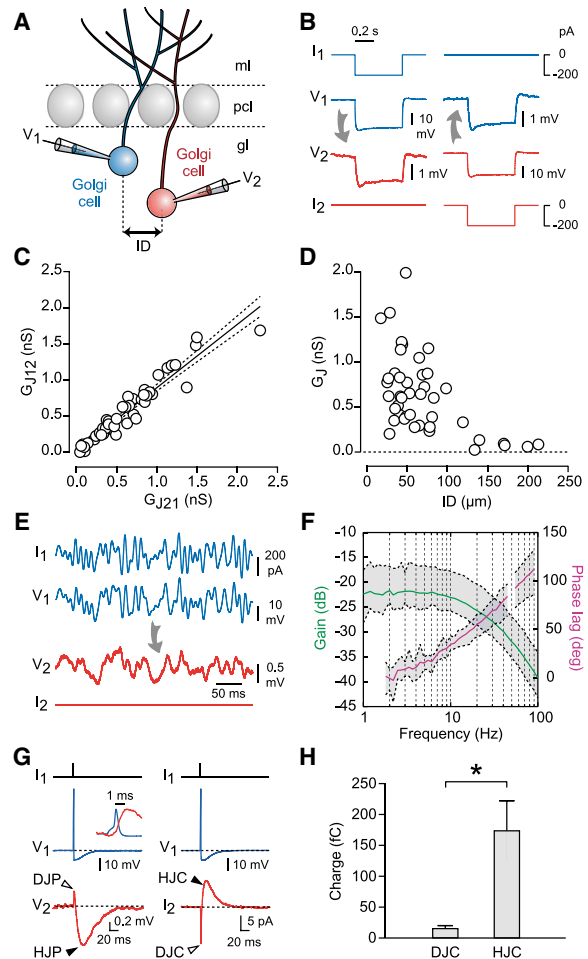 A
ml
pcl
gl
V1
Golgi
cell
Golgi
cell
V2
ID
B
0.2 s
pA
I1
0
-200
V1
10
mV
1 mV
V2
1 mV
10 mV
I2
0
-200
C
2.5
2.0
1.5
1.0
0.5
0.0
GJ12 (nS)
0.0 0.5 1.0 1.5 2.0 2.5
GJ21 (nS)
D
2.0
1.5
1.0
0.5
0.0
GJ (nS)
0 50 100 150 200 250
ID (µm)
E
I1
200
pA
V1
10
mV
V2
0.5
mV
I2
50 ms
F
-10
-15
-20
-25
-30
-35
-40
-45
Gain (dB)
150
100
50
0
Phase lag (deg)
1 10 100
Frequency (Hz)
G
I1
I1
1 ms
V1
10 mV
V1
10 mV
DJP
V2
0.2 mV
20 ms
HJP
HJC
I2
5 pA
20 ms
DJC
H
250
200
150
100
50
0
Charge (fC)
*
DJC HJC